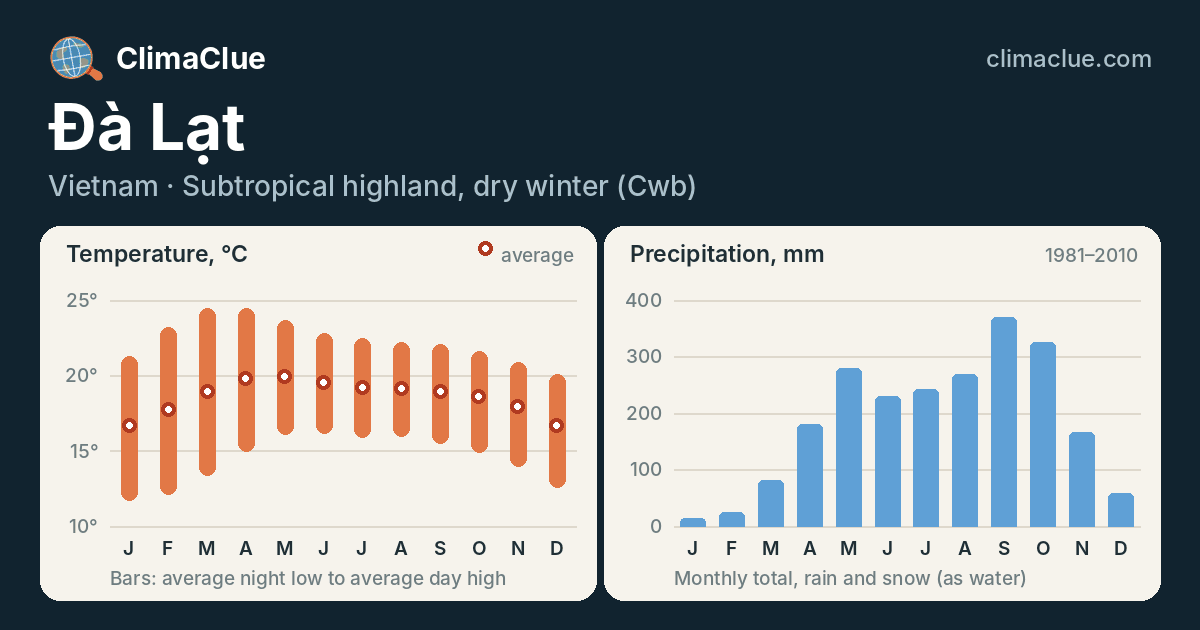 ClimaClue
climaclue.com
Đà Lạt
Vietnam · Subtropical highland, dry winter (Cwb)
Temperature, °C
average
25°
20°
15°
10°
J F M A M J J A S O N D
Bars: average night low to average day high
Precipitation, mm
1981–2010
400
300
200
100
0
J F M A M J J A S O N D
Monthly total, rain and snow (as water)